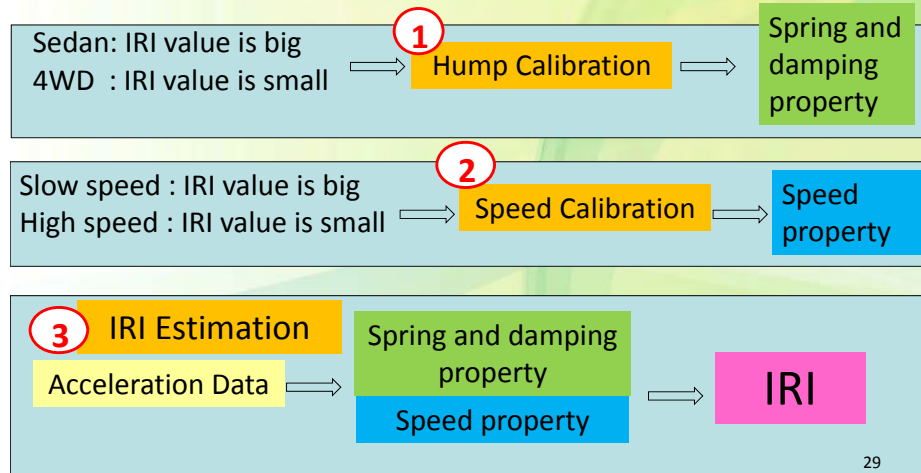 1
Sedan: IRI value is big
4WD : IRI value is small
Hump Calibration
Spring and
damping
property
2
Slow speed : IRI value is big
High speed : IRI value is small
Speed Calibration
Speed
property
3
IRI Estimation
Acceleration Data
Spring and damping
property
Speed property
IRI
29